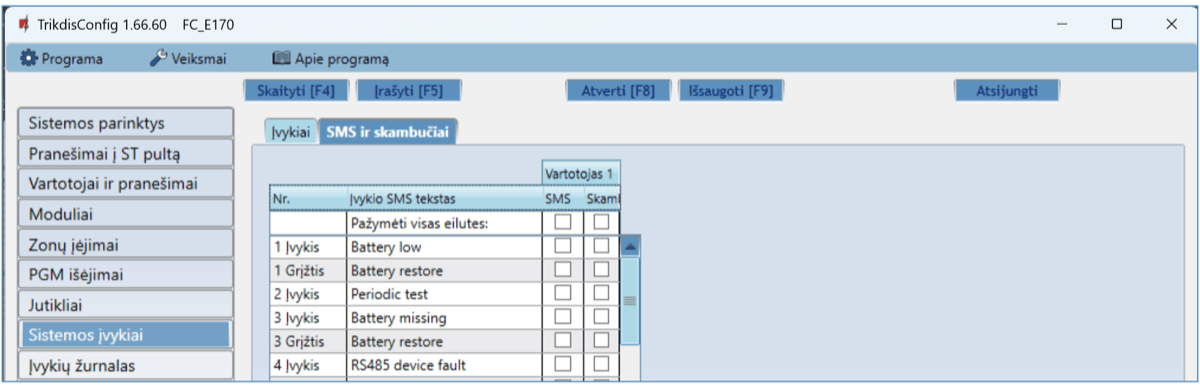 TrikdisConfig 1.66.60 FC_E170
Programa Veiksmai Apie programą
Skaityti [F4] Įrašyti [F5] Atverti [F8] Išsaugoti [F9] Atsijungti
Sistemos parinktys
Pranešimai į ST pultą
Vartotojai ir pranešimai
Moduliai
Zonų įėjimai
PGM išėjimai
Jutikliai
Sistemos įvykiai
Įvykių žurnalas
Įvykiai SMS ir skambučiai
Vartotojas 1
Nr. Įvykio SMS tekstas SMS Skaml
Pažymėti visas eilutes:
1 Įvykis Battery low
1 Grįžtis Battery restore
2 Įvykis Periodic test
3 Įvykis Battery missing
3 Grįžtis Battery restore
4 Įvykis RS485 device fault